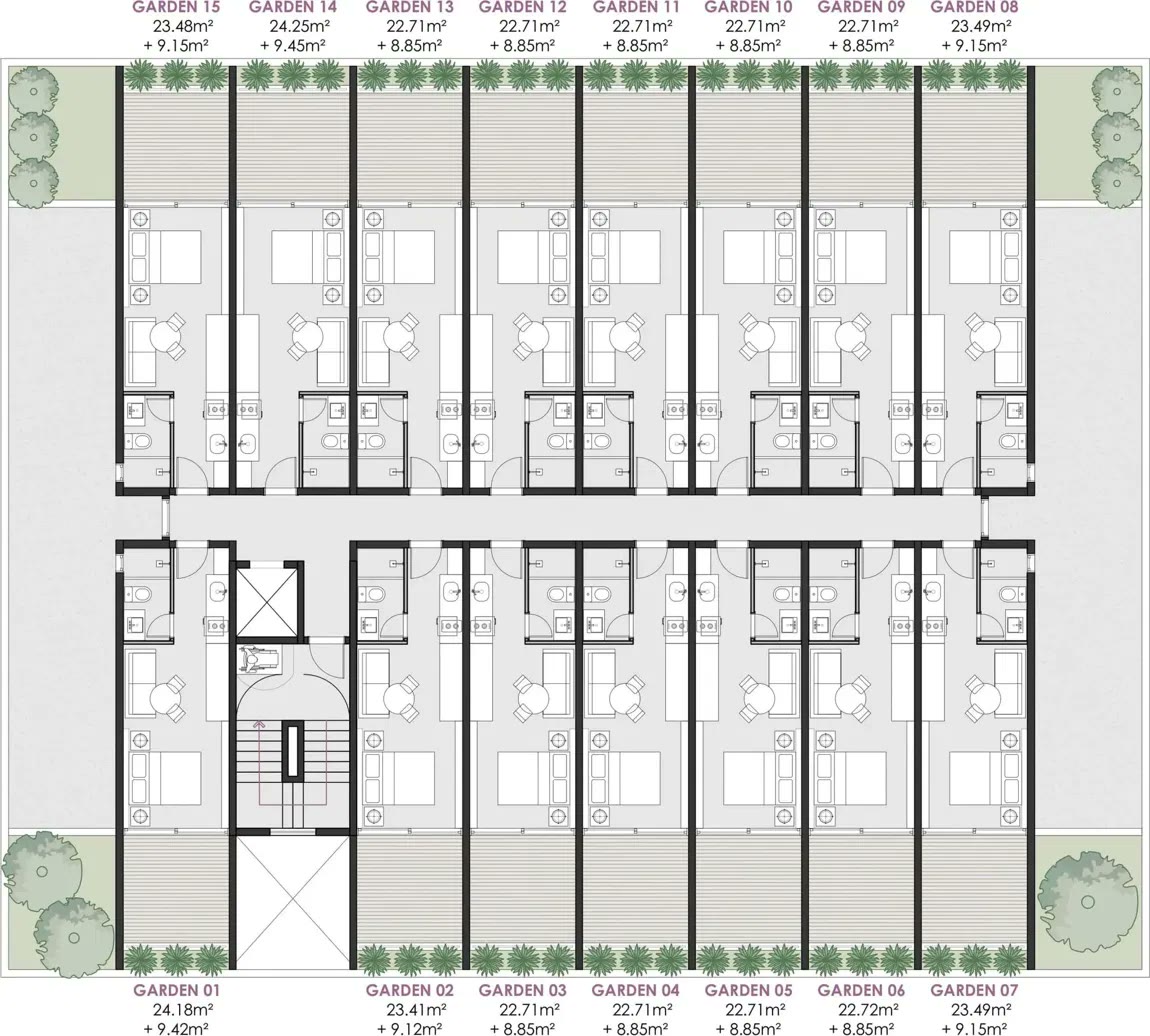 GARDEN 15
23.48m²
+ 9.15m²
GARDEN 14
24.25m²
+ 9.45m²
GARDEN 13
22.71m²
+ 8.85m²
GARDEN 12
22.71m²
+ 8.85m²
GARDEN 11
22.71m²
+ 8.85m²
GARDEN 10
22.71m²
+ 8.85m²
GARDEN 09
22.71m²
+ 8.85m²
GARDEN 08
23.49m²
+ 9.15m²
GARDEN 01
24.18m²
+ 9.42m²
GARDEN 02
23.41m²
+ 9.12m²
GARDEN 03
22.71m²
+ 8.85m²
GARDEN 04
22.71m²
+ 8.85m²
GARDEN 05
22.71m²
+ 8.85m²
GARDEN 06
22.72m²
+ 8.85m²
GARDEN 07
23.49m²
+ 9.15m²